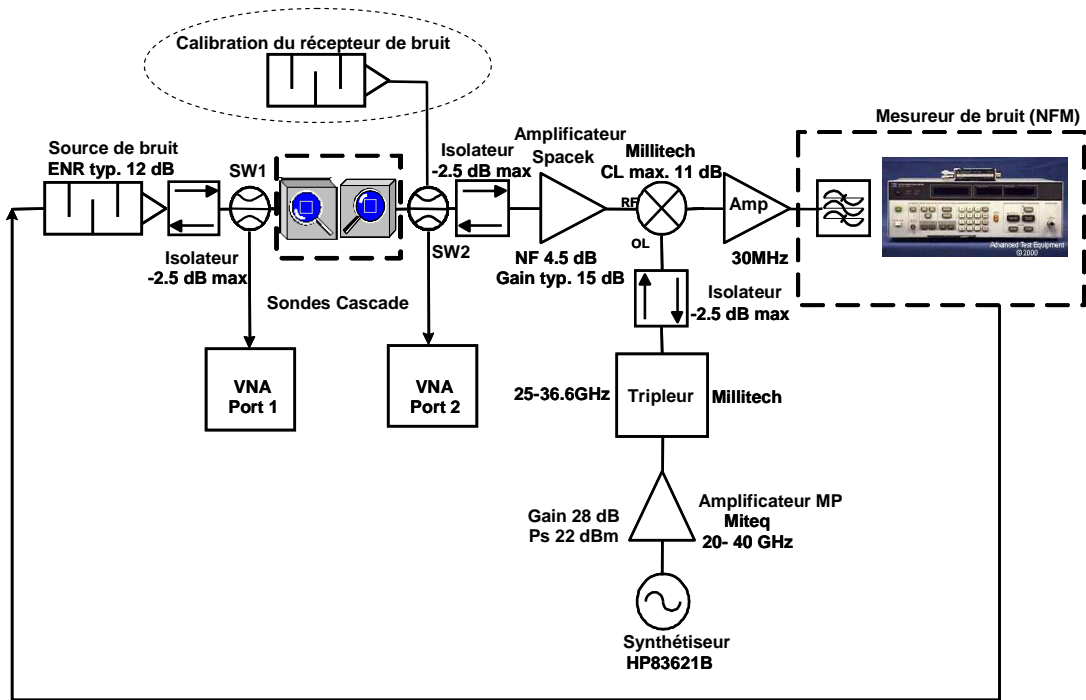 Calibration du récepteur de bruit
Source de bruit
ENR typ. 12 dB
SW1
Isolateur
-2.5 dB max
Sondes Cascade
VNA
Port 1
Isolateur
-2.5 dB max
SW2
VNA
Port 2
Amplificateur
Spacek
NF 4.5 dB
Gain typ. 15 dB
Millitech
CL max. 11 dB
RF
OL
Amp
30MHz
Mesureur de bruit (NFM)
Advanced Test Equipment
© 2000
Isolateur
-2.5 dB max
25-36.6GHz
Tripleur
Millitech
Gain 28 dB
Ps 22 dBm
Amplificateur MP
Miteq
20- 40 GHz
Synthétiseur
HP83621B